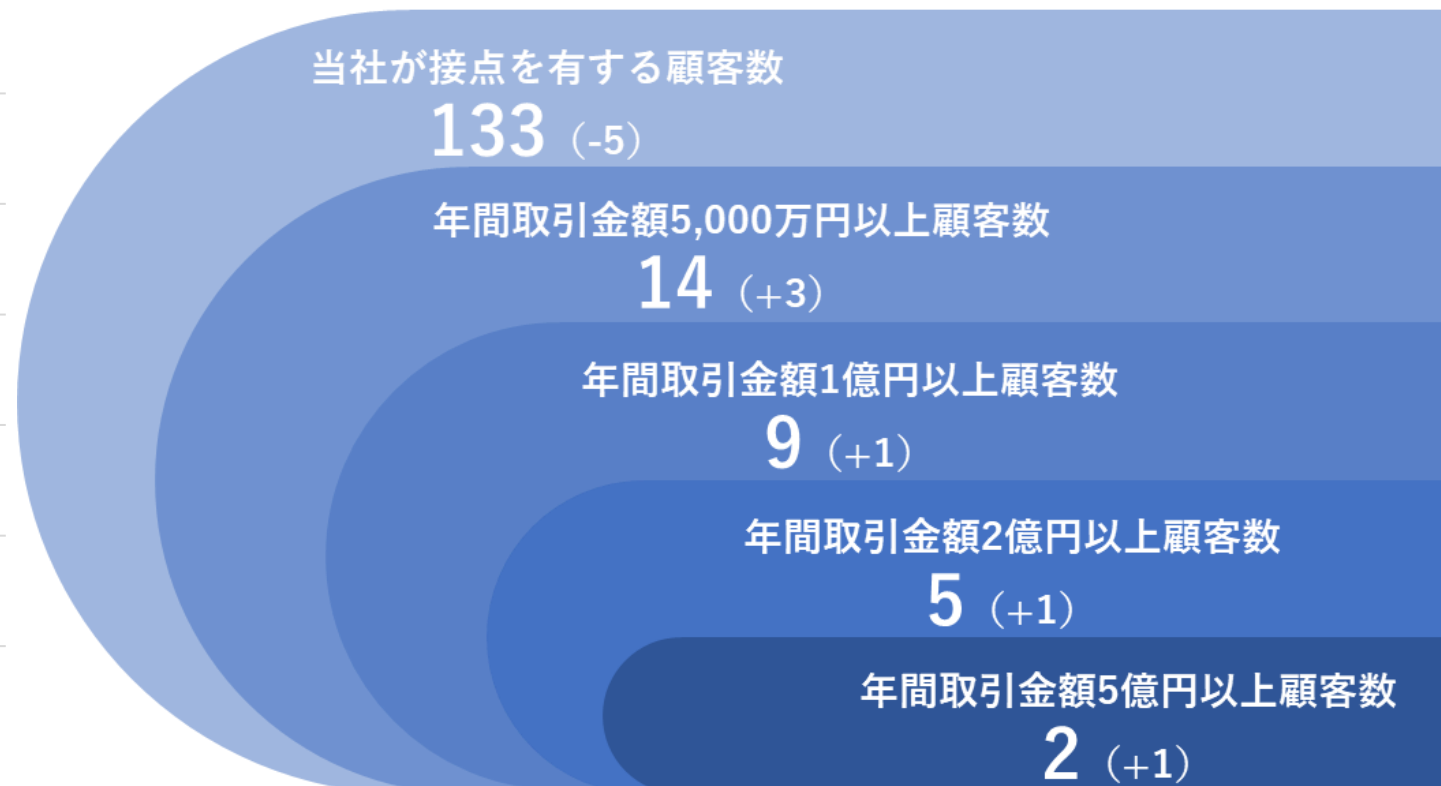 当社が接点を有する顧客数
133（-5）
年間取引金額5,000万円以上顧客数
14（+3）
年間取引金額1億円以上顧客数
9（+1）
年間取引金額2億円以上顧客数
5（+1）
年間取引金額5億円以上顧客数
2（+1）